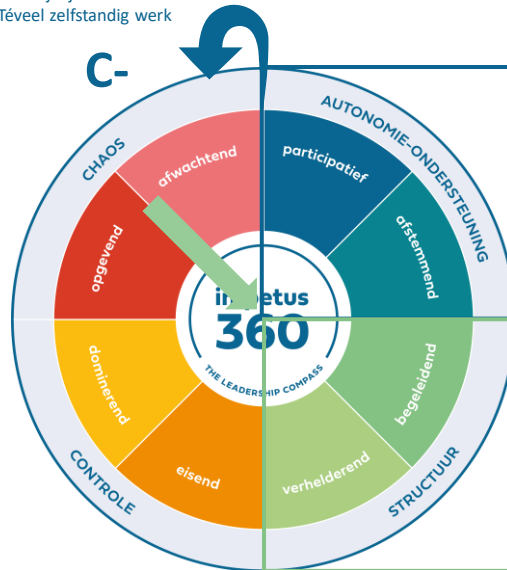 Téveel zelfstandig werk
C-
CHAOS
AUTONOMIE-ONDERSTEUNING
afwachtend
participatief
opgevend
afstemmend
impetus
360
THE LEADERSHIP COMPASS
dominerend
begeleidend
eisend
verhelderend
CONTROLE
STRUCTUUR